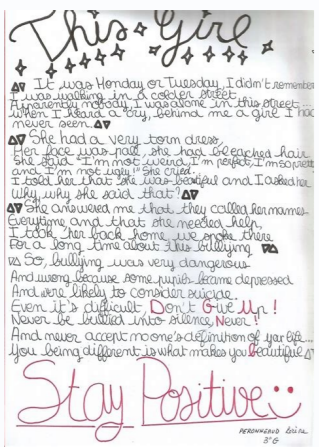 This Girl
It was Monday or Tuesday, I didn't remember
I was walking in a colder street
Apparently nobody, I was alone in this street...
when I heard a cry, behind me a girl I had
never seen.
She had a very torn dress,
Her face was pall, she had bleached hair
She said "I'm not weird, I'm perfect, I'm so pretty
and I'm not ugly!" She cried.
I told her that she was beatiful and I asked her
Why, why she said that?
She answered me that they called her names
everytime and that she needed help,
I took her back home, we spoke there
For a long time about this bullying
So, bullying was very dangerous
And wrong because some pupils became depressed
And were likely to consider suicide.
Even it's difficult Don't Give Up!
Never be bullied into silence, Never!
And never accept no one's definition of your life...
You being different is what makes you beautiful
Stay Positive
PERONNEAUD
3°G